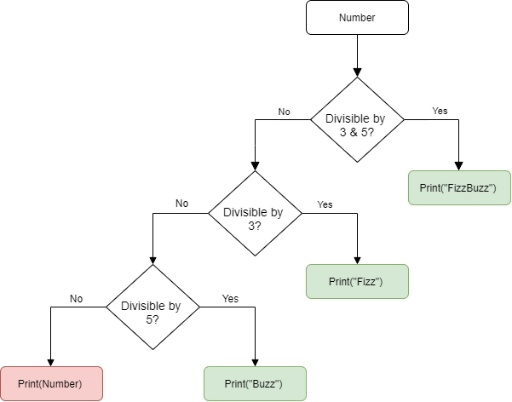 Number
Divisible by
3 & 5?
No
Yes
Print("FizzBuzz")
Divisible by
3?
No
Yes
Print("Fizz")
Divisible by
5?
No
Yes
Print(Number)
Print("Buzz")